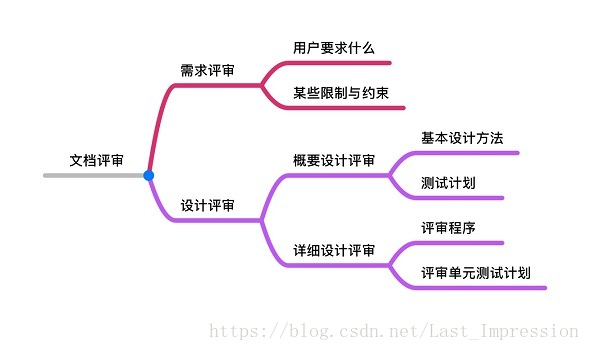 用户要求什么
需求评审
某些限制与约束
文档评审
基本设计方法
概要设计评审
测试计划
设计评审
评审程序
详细设计评审
评审单元测试计划
https://blog.csdn.net/Last_Impression